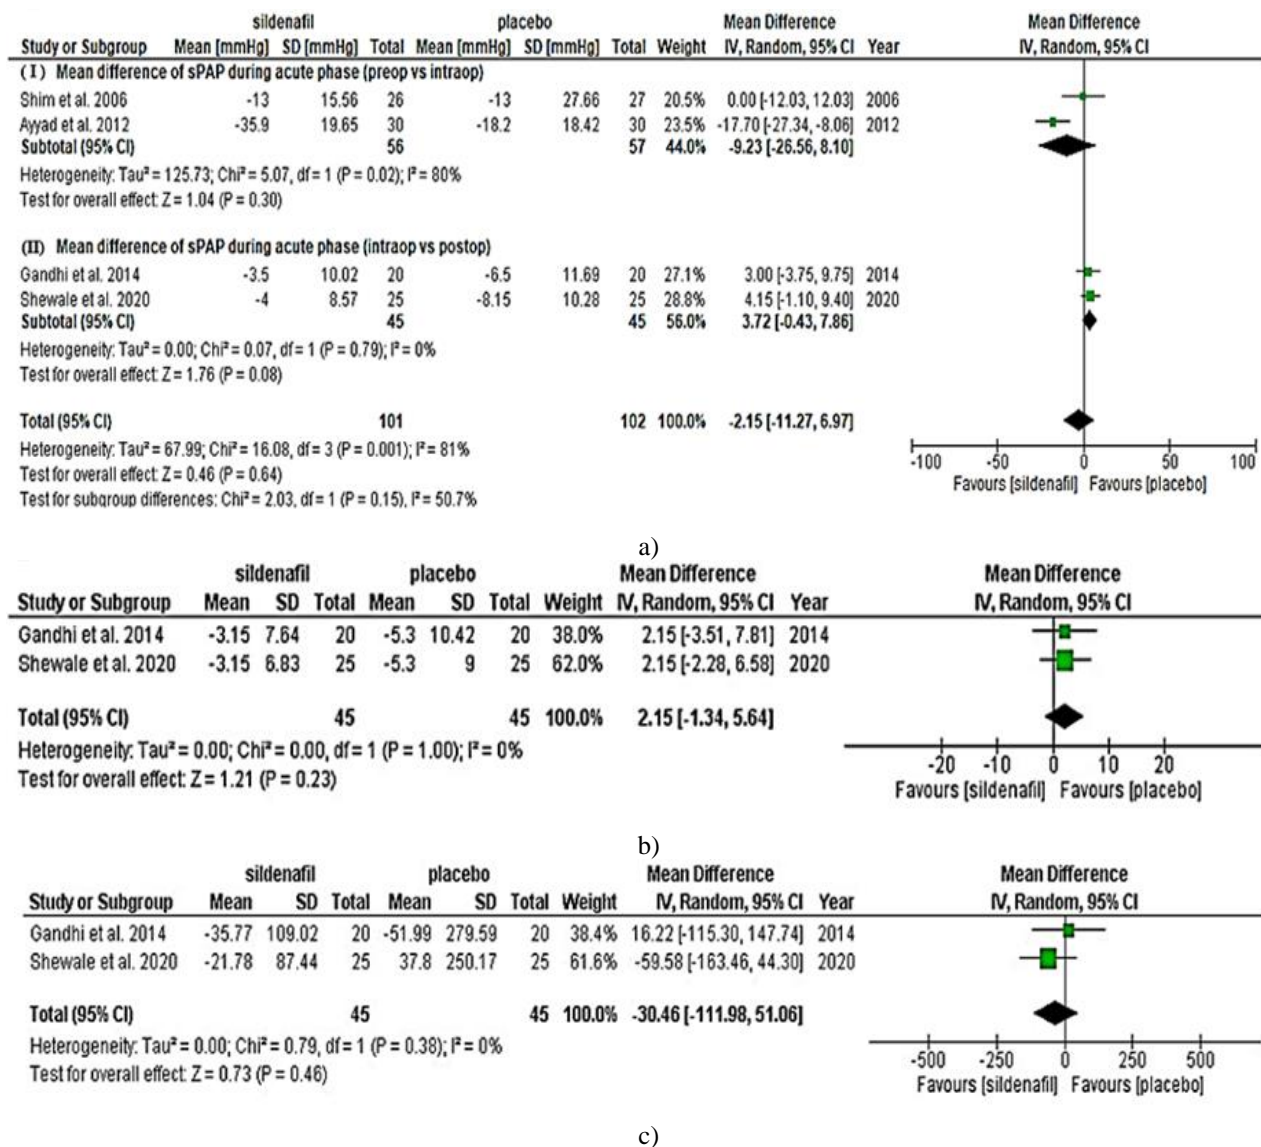 sildenafil placebo Mean Difference Mean Difference
Study or Subgroup Mean [mmHg] SD [mmHg] Total Mean [mmHg] SD [mmHg] Total Weight IV, Random, 95% CI Year IV, Random, 95% CI
(I) Mean difference of sPAP during acute phase (preop vs intraop)
Shim et al. 2006 -13 15.56 26 -13 27.66 27 20.5% 0.00 [-12.03, 12.03] 2006
Ayyad et al. 2012 -35.9 19.65 30 -18.2 18.42 30 23.5% -17.70 [-27.34, -8.06] 2012
Subtotal (95% CI) 56 57 44.0% -9.23 [-26.56, 8.10]
Heterogeneity: Tau² = 125.73; Chi² = 5.07, df = 1 (P = 0.02); I² = 80%
Test for overall effect: Z = 1.04 (P = 0.30)
(II) Mean difference of sPAP during acute phase (intraop vs postop)
Gandhi et al. 2014 -3.5 10.02 20 -6.5 11.69 20 27.1% 3.00 [-3.75, 9.75] 2014
Shewale et al. 2020 -4 8.57 25 -8.15 10.28 25 28.8% 4.15 [-1.10, 9.40] 2020
Subtotal (95% CI) 45 45 56.0% 3.72 [-0.43, 7.86]
Heterogeneity: Tau² = 0.00; Chi² = 0.07, df = 1 (P = 0.79); I² = 0%
Test for overall effect: Z = 1.76 (P = 0.08)
Total (95% CI) 101 102 100.0% -2.15 [-11.27, 6.97]
Heterogeneity: Tau² = 67.99; Chi² = 16.08, df = 3 (P = 0.001); I² = 81%
Test for overall effect: Z = 0.46 (P = 0.64)
Test for subgroup differences: Chi² = 2.03, df = 1 (P = 0.15), I² = 50.7%
-100 -50 0 50 100
Favours [sildenafil] Favours [placebo]
a)
sildenafil placebo Mean Difference Mean Difference
Study or Subgroup Mean SD Total Mean SD Total Weight IV, Random, 95% CI Year IV, Random, 95% CI
Gandhi et al. 2014 -3.15 7.64 20 -5.3 10.42 20 38.0% 2.15 [-3.51, 7.81] 2014
Shewale et al. 2020 -3.15 6.83 25 -5.3 9 25 62.0% 2.15 [-2.28, 6.58] 2020
Total (95% CI) 45 45 100.0% 2.15 [-1.34, 5.64]
Heterogeneity: Tau² = 0.00; Chi² = 0.00, df = 1 (P = 1.00); I² = 0%
Test for overall effect: Z = 1.21 (P = 0.23)
-20 -10 0 10 20
Favours [sildenafil] Favours [placebo]
b)
sildenafil placebo Mean Difference Mean Difference
Study or Subgroup Mean SD Total Mean SD Total Weight IV, Random, 95% CI Year IV, Random, 95% CI
Gandhi et al. 2014 -35.77 109.02 20 -51.99 279.59 20 38.4% 16.22 [-115.30, 147.74] 2014
Shewale et al. 2020 -21.78 87.44 25 37.8 250.17 25 61.6% -59.58 [-163.46, 44.30] 2020
Total (95% CI) 45 45 100.0% -30.46 [-111.98, 51.06]
Heterogeneity: Tau² = 0.00; Chi² = 0.79, df = 1 (P = 0.38); I² = 0%
Test for overall effect: Z = 0.73 (P = 0.46)
-500 -250 0 250 500
Favours [sildenafil] Favours [placebo]
c)